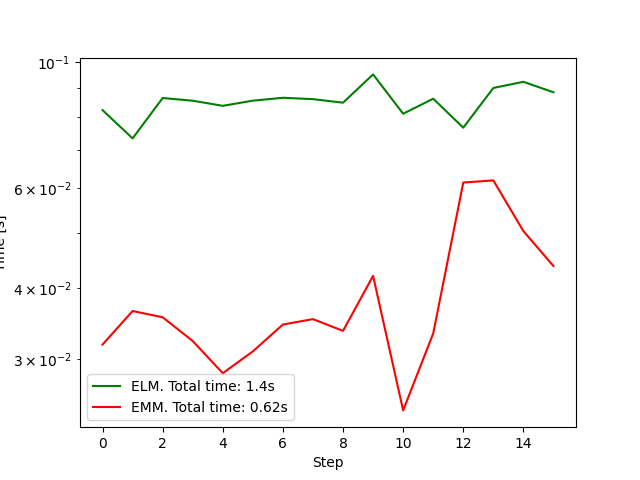 10⁻¹
6 × 10⁻²
4 × 10⁻²
3 × 10⁻²
Time [s]
ELM. Total time: 1.4s
EMM. Total time: 0.62s
0 2 4 6 8 10 12 14
Step